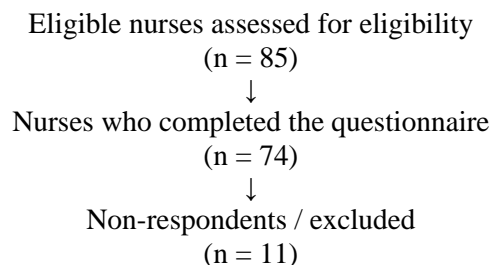 Eligible nurses assessed for eligibility
(n = 85)
↓
Nurses who completed the questionnaire
(n = 74)
↓
Non-respondents / excluded
(n = 11)